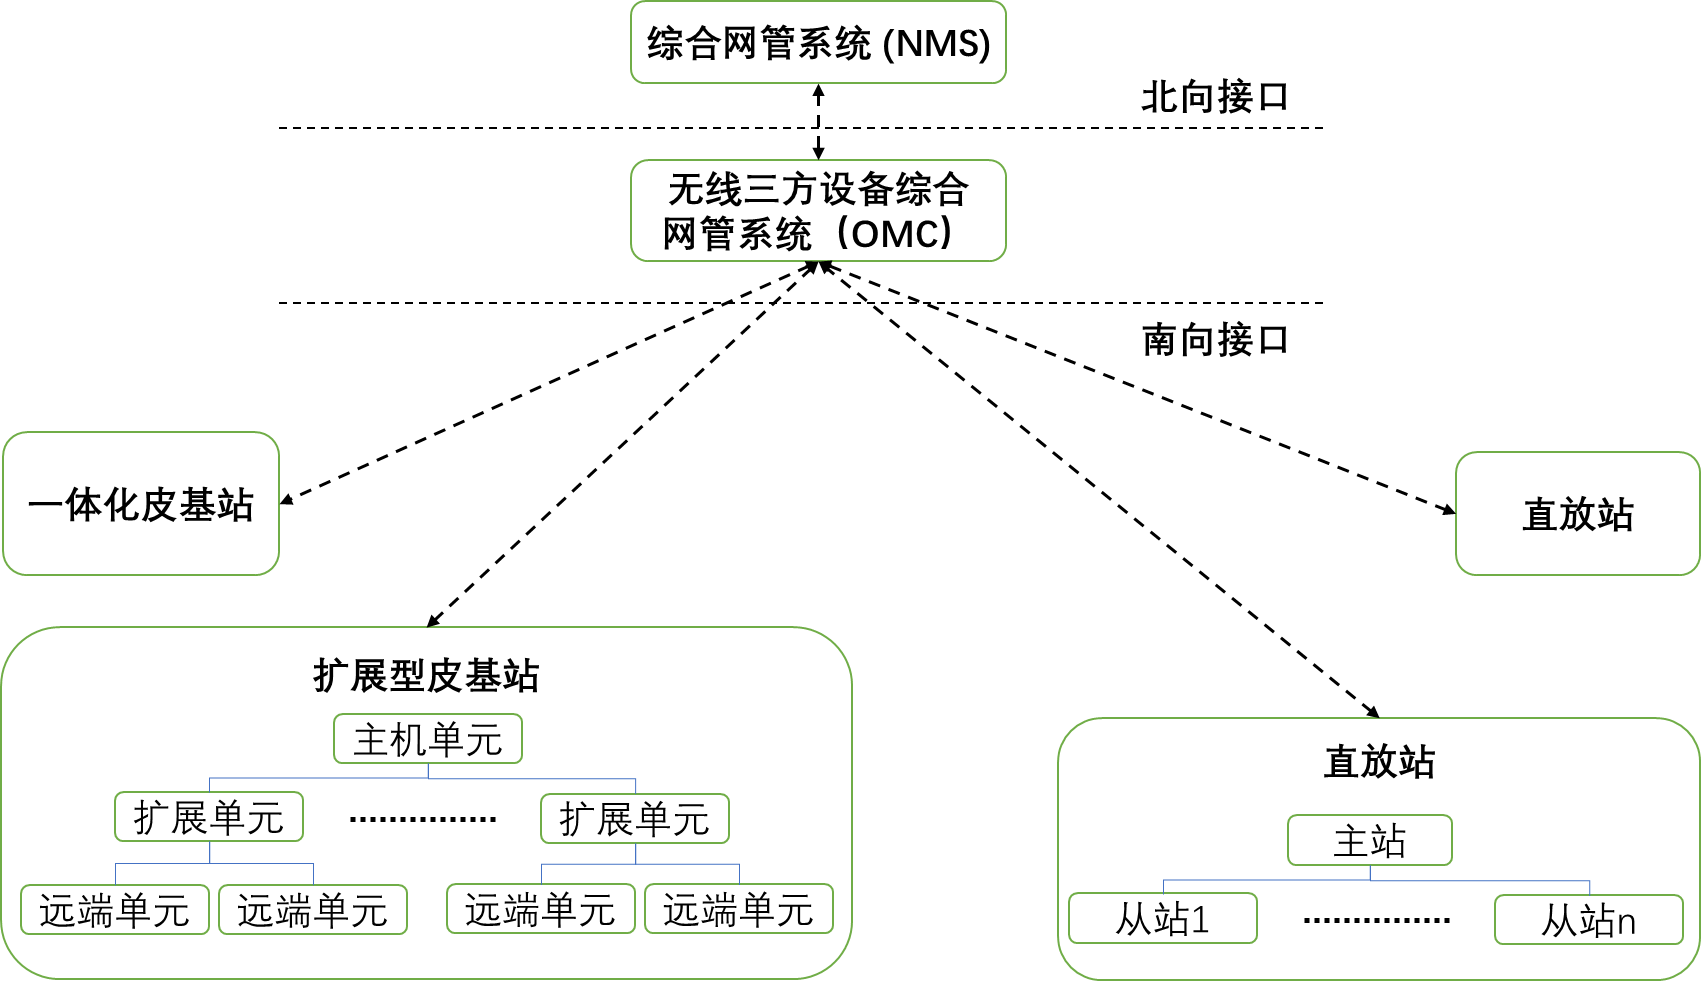 综合网管系统 (NMS)
北向接口
无线三方设备综合
网管系统（OMC）
南向接口
一体化皮基站
直放站
扩展型皮基站
主机单元
扩展单元
扩展单元
远端单元
远端单元
远端单元
远端单元
直放站
主站
从站1
从站n